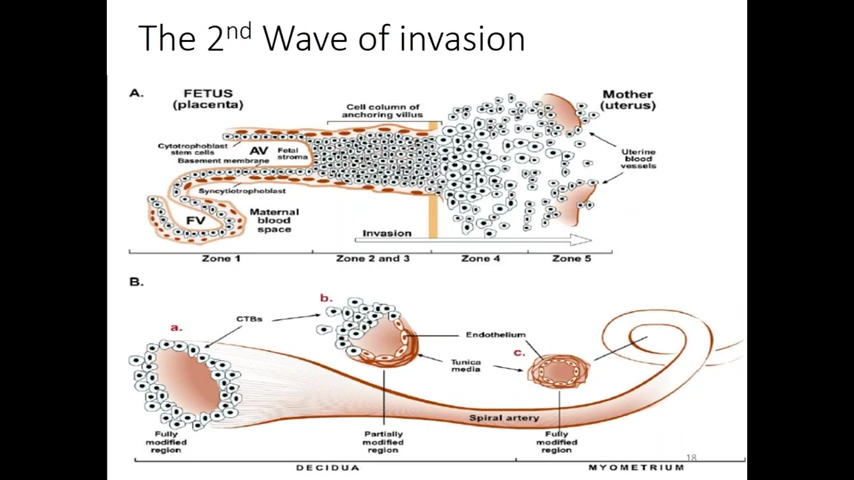 The 2nd Wave of invasion
A.
FETUS
(placenta)
Mother
(uterus)
Cell column of
anchoring villus
Cytotrophoblast
stem cells
AV
Fetal
stroma
Basement membrane
Syncytiotrophoblast
Uterine
blood
vessels
FV
Maternal
blood
space
Invasion
Zone 1
Zone 2 and 3
Zone 4
Zone 5
B.
a.
CTBs
b.
Endothelium
Tunica
media
c.
Spiral artery
Fully
modified
region
Partially
modified
region
Fully
modified
region
18
DECIDUA
MYOMETRIUM